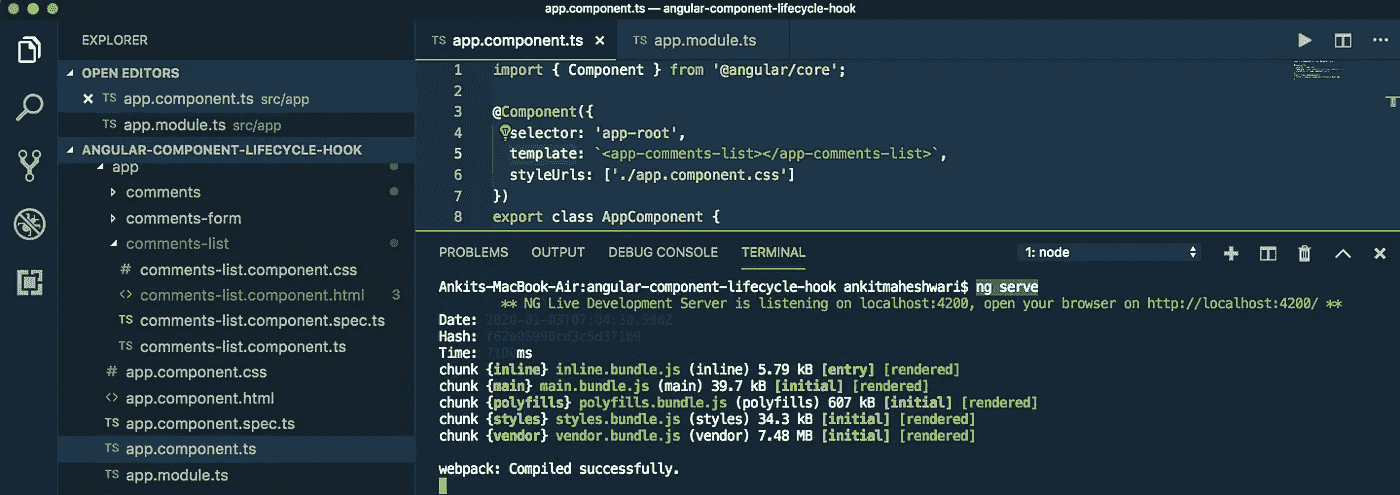 app.component.ts — angular-component-lifecycle-hook
EXPLORER
OPEN EDITORS
× TS app.component.ts src/app
TS app.module.ts src/app
ANGULAR-COMPONENT-LIFECYCLE-HOOK
app
comments
comments-form
comments-list
# comments-list.component.css
<> comments-list.component.html 3
TS comments-list.component.spec.ts
TS comments-list.component.ts
# app.component.css
<> app.component.html
TS app.component.spec.ts
TS app.component.ts
TS app.module.ts
TS app.component.ts ×
TS app.module.ts
1 import { Component } from '@angular/core';
2
3 @Component({
4 selector: 'app-root',
5 template: `<app-comments-list></app-comments-list>`,
6 styleUrls: ['./app.component.css']
7 })
8 export class AppComponent {
PROBLEMS OUTPUT DEBUG CONSOLE TERMINAL
1: node
Ankits-MacBook-Air:angular-component-lifecycle-hook ankitmaheshwari$ ng serve
** NG Live Development Server is listening on localhost:4200, open your browser on http://localhost:4200/ **
Date:
Hash:
Time: ms
chunk {inline} inline.bundle.js (inline) 5.79 kB [entry] [rendered]
chunk {main} main.bundle.js (main) 39.7 kB [initial] [rendered]
chunk {polyfills} polyfills.bundle.js (polyfills) 607 kB [initial] [rendered]
chunk {styles} styles.bundle.js (styles) 34.3 kB [initial] [rendered]
chunk {vendor} vendor.bundle.js (vendor) 7.48 MB [initial] [rendered]
webpack: Compiled successfully.